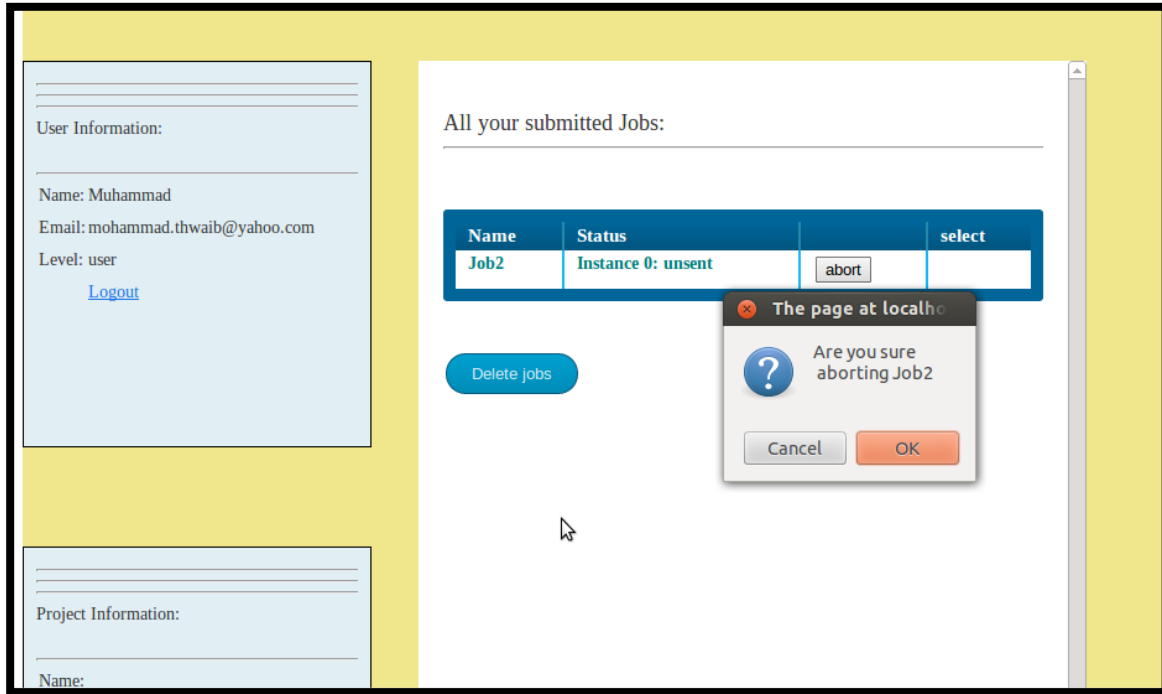 User Information:
Name: Muhammad
Email: mohammad.thwaib@yahoo.com
Level: user
Logout
Project Information:
Name:
All your submitted Jobs:
Name Status select
Job2 Instance 0: unsent abort
Delete jobs
The page at localho
Are you sure
aborting Job2
Cancel OK